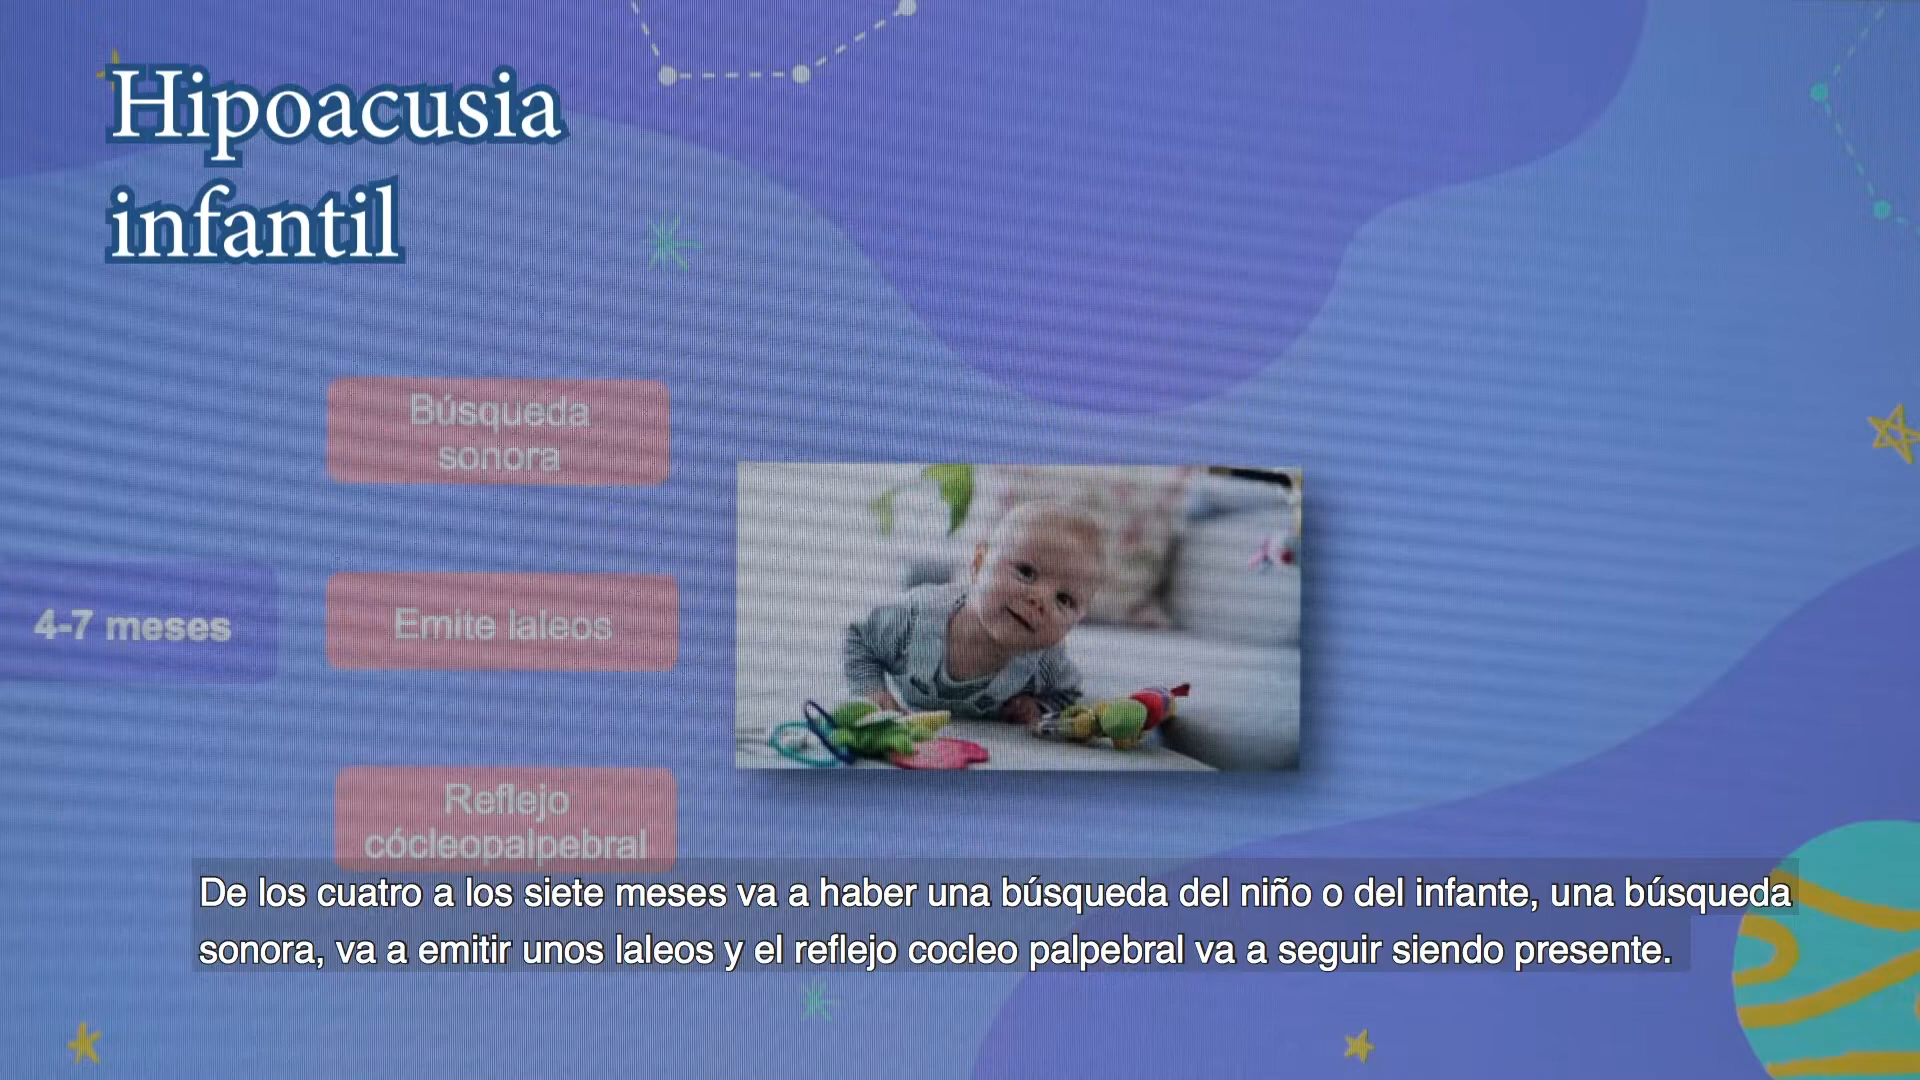 Hipoacusia
infantil
Búsqueda
sonora
4-7 meses
Emite laleos
Reflejo
cócleopalpebral
De los cuatro a los siete meses va a haber una búsqueda del niño o del infante, una búsqueda
sonora, va a emitir unos laleos y el reflejo cocleo palpebral va a seguir siendo presente.